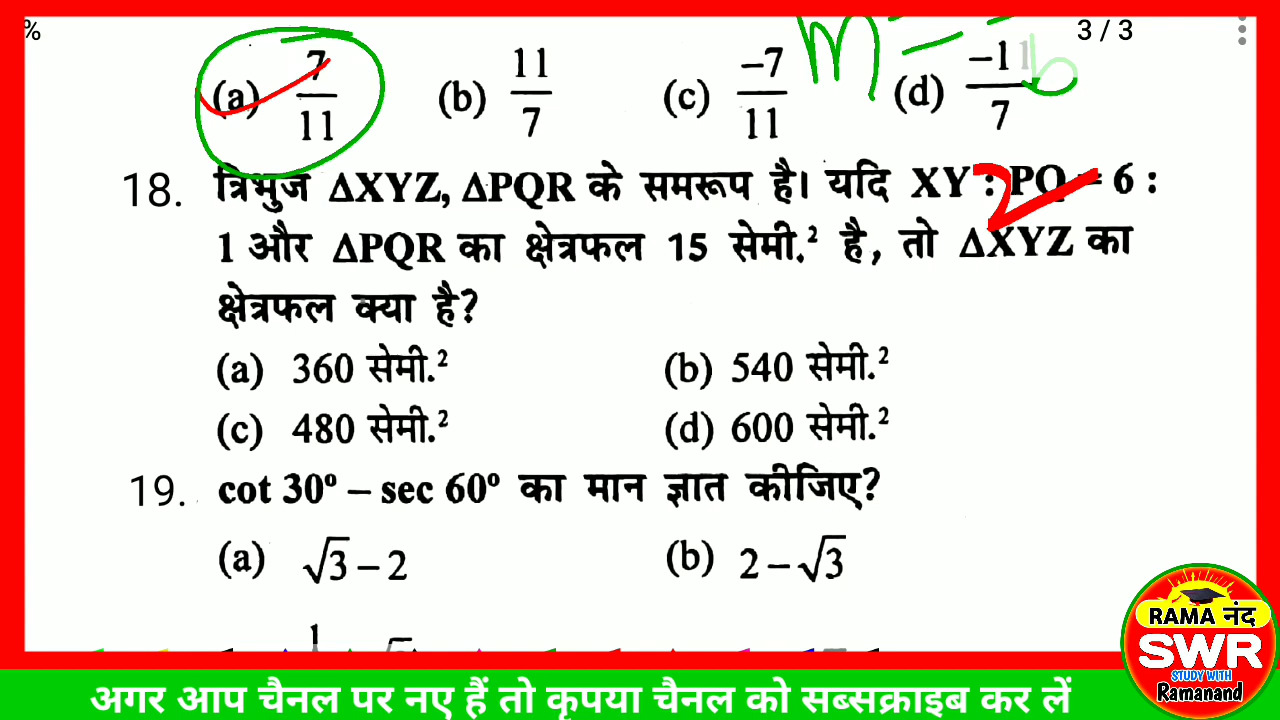 %
3 / 3
m =
b
(a) 7/11 (b) 11/7 (c) -7/11 (d) -11/7
18. त्रिभुज ΔXYZ, ΔPQR के समरूप है। यदि XY : PQ = 6 :
1 और ΔPQR का क्षेत्रफल 15 सेमी.² है, तो ΔXYZ का
क्षेत्रफल क्या है?
(a) 360 सेमी.² (b) 540 सेमी.²
(c) 480 सेमी.² (d) 600 सेमी.²
19. cot 30° – sec 60° का मान ज्ञात कीजिए?
(a) √3 – 2 (b) 2 – √3
RAMA नंद
SWR
STUDY WITH
Ramanand
अगर आप चैनल पर नए हैं तो कृपया चैनल को सब्सक्राइब कर लें